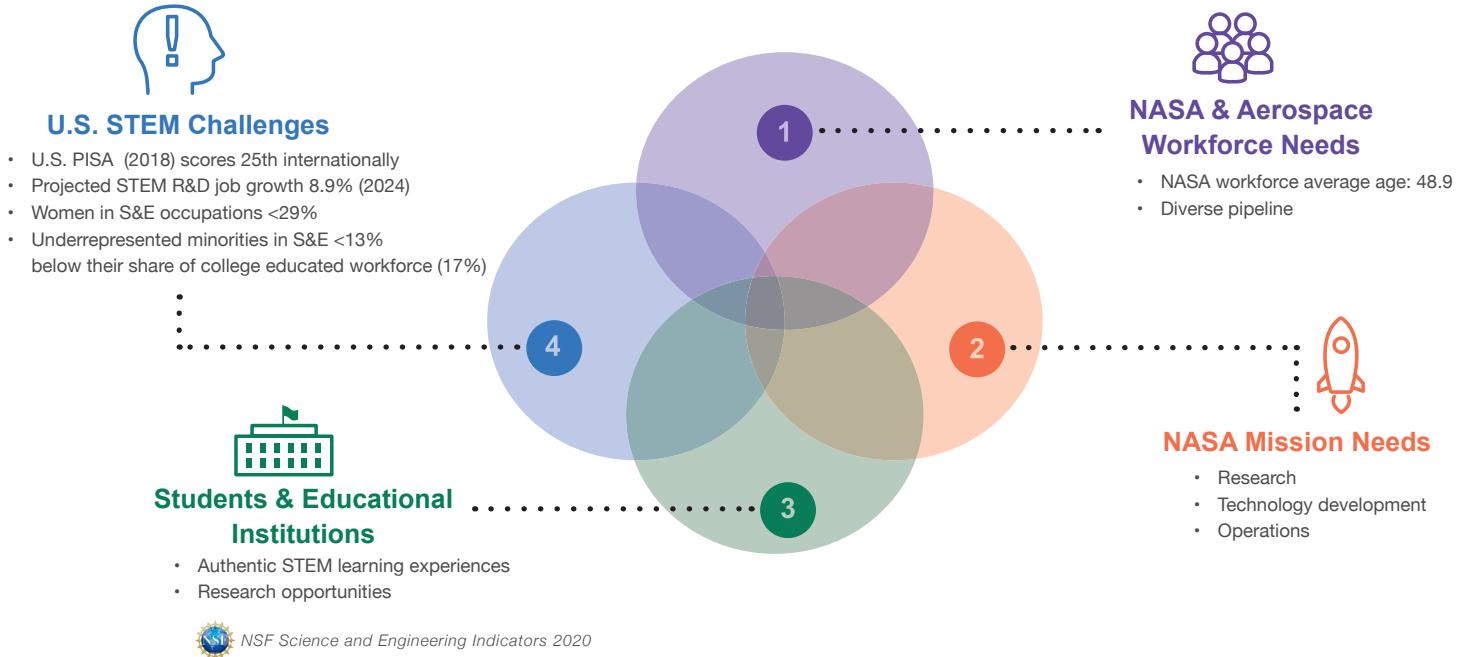 U.S. STEM Challenges
• U.S. PISA (2018) scores 25th internationally
• Projected STEM R&D job growth 8.9% (2024)
• Women in S&E occupations <29%
• Underrepresented minorities in S&E <13%
below their share of college educated workforce (17%)
1
NASA & Aerospace
Workforce Needs
• NASA workforce average age: 48.9
• Diverse pipeline
4
2
NASA Mission Needs
• Research
• Technology development
• Operations
Students & Educational
Institutions
• Authentic STEM learning experiences
• Research opportunities
3
NSF
NSF Science and Engineering Indicators 2020